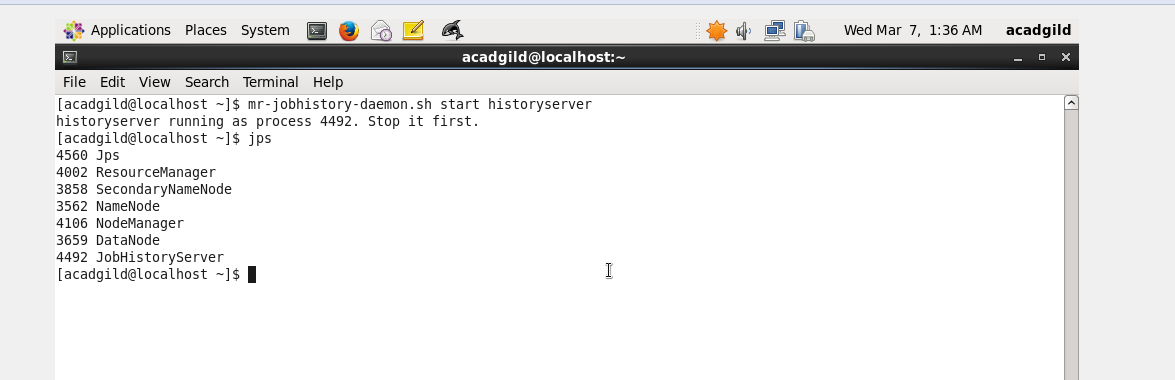 Applications Places System Wed Mar 7, 1:36 AM acadgild
acadgild@localhost:~
File Edit View Search Terminal Help
[acadgild@localhost ~]$ mr-jobhistory-daemon.sh start historyserver
historyserver running as process 4492. Stop it first.
[acadgild@localhost ~]$ jps
4560 Jps
4002 ResourceManager
3858 SecondaryNameNode
3562 NameNode
4106 NodeManager
3659 DataNode
4492 JobHistoryServer
[acadgild@localhost ~]$